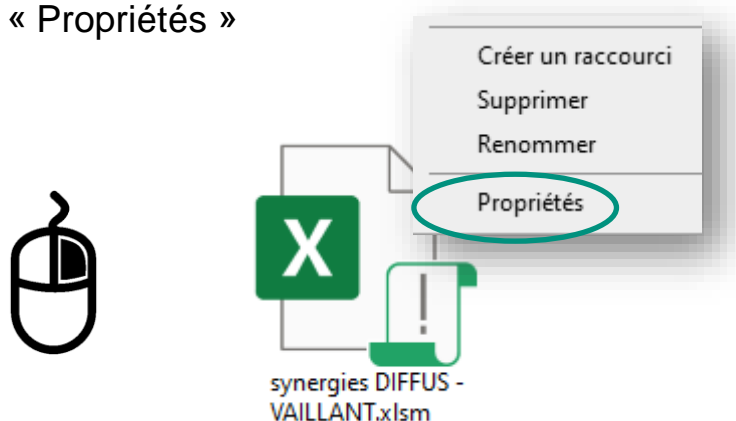 « Propriétés »
Créer un raccourci
Supprimer
Renommer
Propriétés
X
!
synergies DIFFUS -
VAILLANT.xlsm